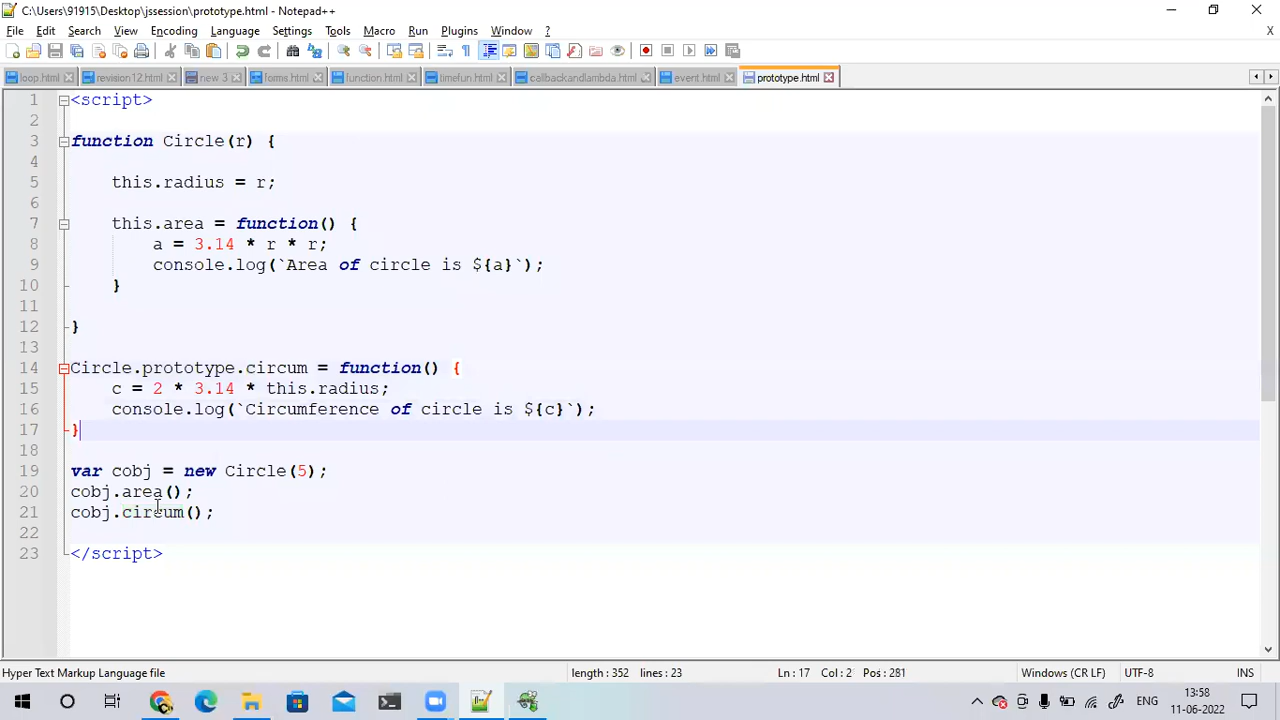 C:\Users\91915\Desktop\jssession\prototype.html - Notepad++
File Edit Search View Encoding Language Settings Tools Macro Run Plugins Window ? X
loop.html revision 2.html new 3 forms.html function.html timefun.html callbackandlambda.html event.html prototype.html
1 <script>
2
3 function Circle(r) {
4
5 this.radius = r;
6
7 this.area = function() {
8 a = 3.14 * r * r;
9 console.log(`Area of circle is ${a}`);
10 }
11
12 }
13
14 Circle.prototype.circum = function() {
15 c = 2 * 3.14 * this.radius;
16 console.log(`Circumference of circle is ${c}`);
17 }
18
19 var cobj = new Circle(5);
20 cobj.area();
21 cobj.circum();
22
23 </script>
Hyper Text Markup Language file length : 352 lines : 23 Ln : 17 Col : 2 Pos : 281 Windows (CR LF) UTF-8 INS
13:58
11-06-2022